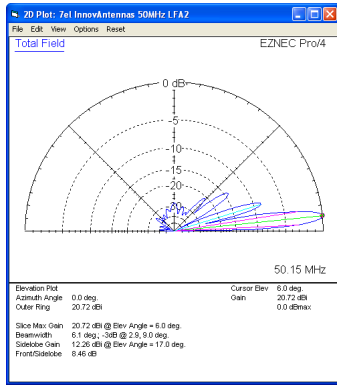 2D Plot: 7el InnovAntennas 50MHz LFA2
File Edit View Options Reset
Total Field EZNEC Pro/4
0 dB
-5
-10
-15
-20
-30
50.15 MHz
Elevation Plot Cursor Elev 6.0 deg.
Azimuth Angle 0.0 deg. Gain 20.72 dBi
Outer Ring 20.72 dBi 0.0 dBmax
Slice Max Gain 20.72 dBi @ Elev Angle = 6.0 deg.
Beamwidth 6.1 deg.; -3dB @ 2.9, 9.0 deg.
Sidelobe Gain 12.26 dBi @ Elev Angle = 17.0 deg.
Front/Sidelobe 8.46 dB